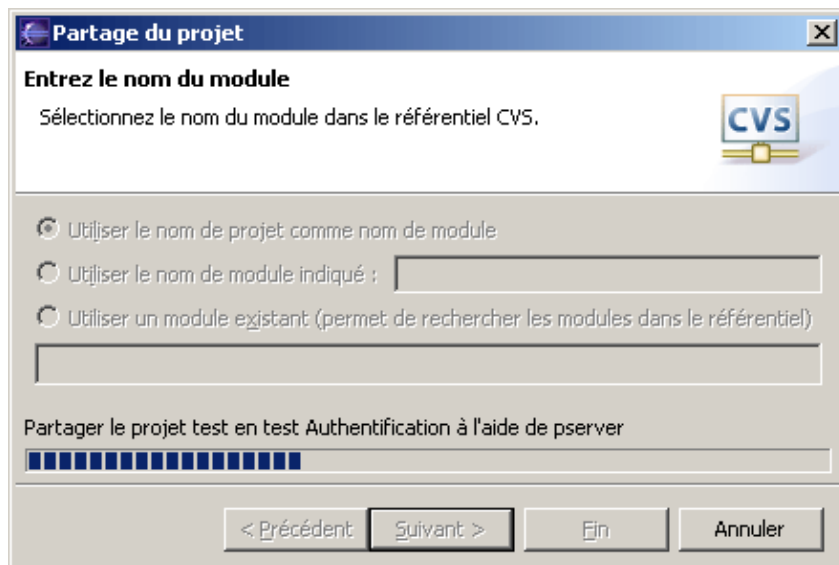 Partage du projet
Entrez le nom du module
Sélectionnez le nom du module dans le référentiel CVS.
CVS
Utiliser le nom de projet comme nom de module
Utiliser le nom de module indiqué :
Utiliser un module existant (permet de rechercher les modules dans le référentiel)
Partager le projet test en test Authentification à l'aide de pserver
< Précédent Suivant > Fin Annuler